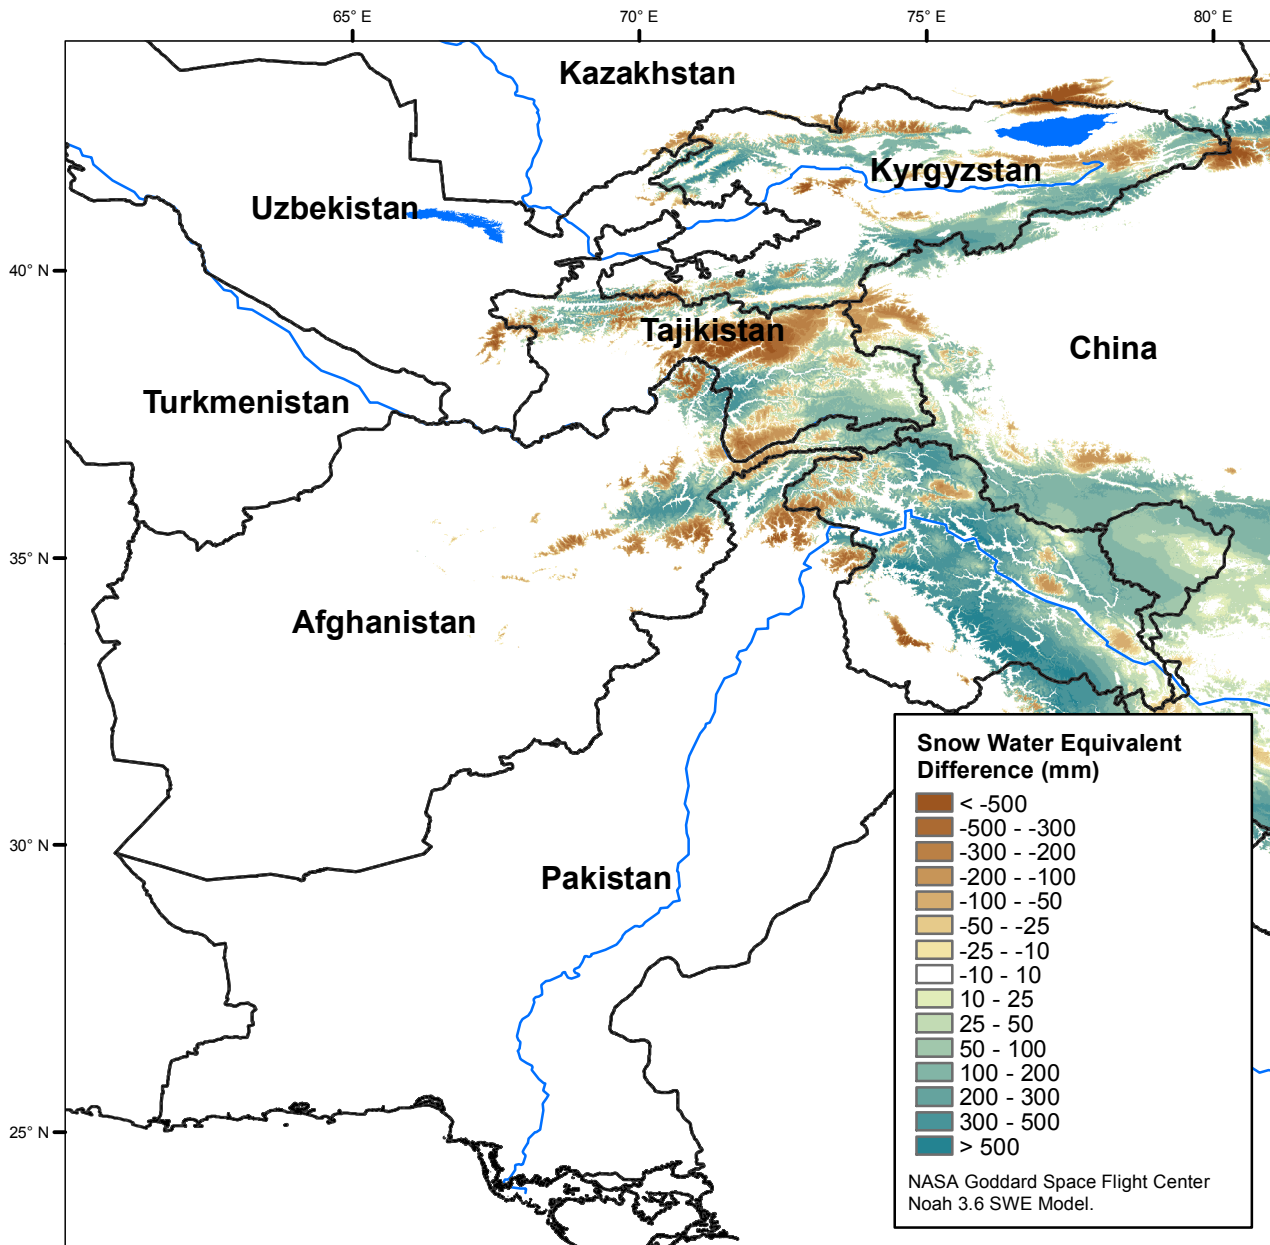 65° E
70° E
75° E
80° E
Kazakhstan
Kyrgyzstan
Uzbekistan
40° N
Tajikistan
China
Turkmenistan
35° N
Afghanistan
30° N
Pakistan
25° N
Snow Water Equivalent
Difference (mm)
< -500
-500 - -300
-300 - -200
-200 - -100
-100 - -50
-50 - -25
-25 - -10
-10 - 10
10 - 25
25 - 50
50 - 100
100 - 200
200 - 300
300 - 500
> 500
NASA Goddard Space Flight Center
Noah 3.6 SWE Model.